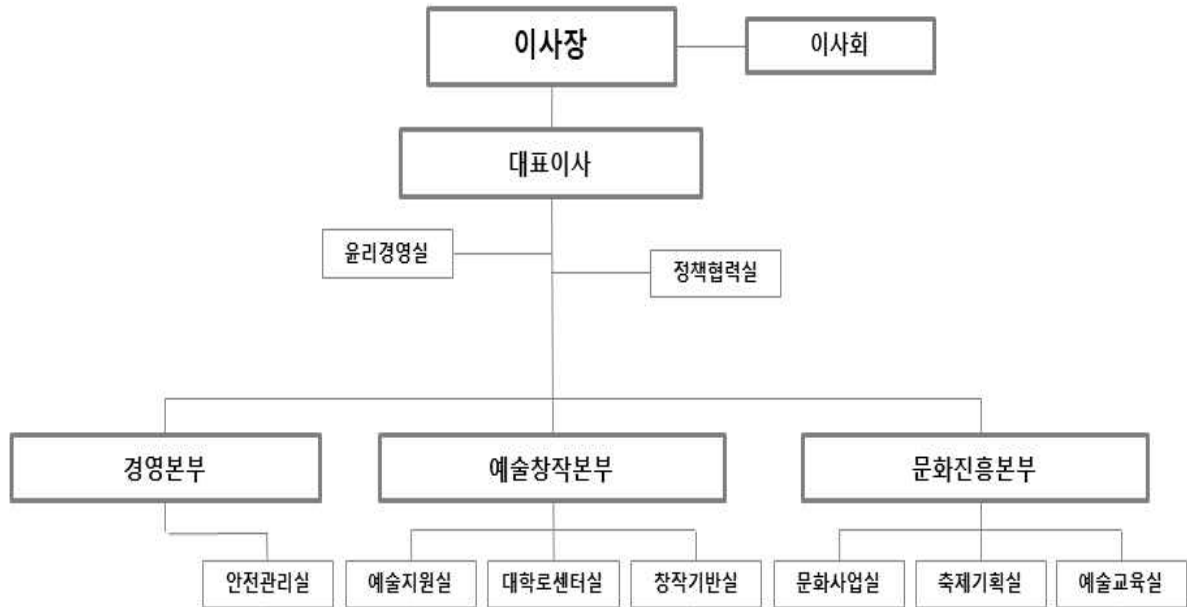 이사장
이사회
대표이사
윤리경영실
정책협력실
경영본부
예술창작본부
문화진흥본부
안전관리실
예술지원실
대학로센터실
창작기반실
문화사업실
축제기획실
예술교육실